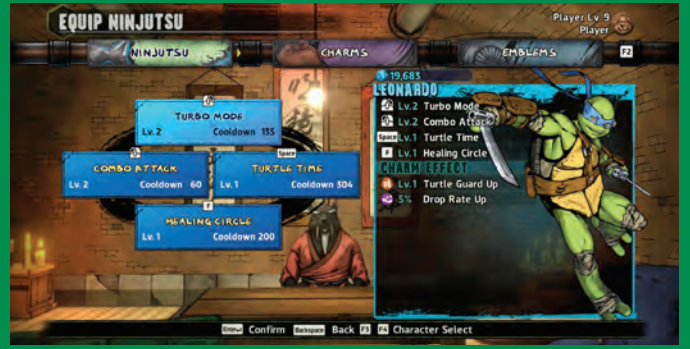 EQUIP NINJUTSU
Player Lv. 9
Player
NINJUTSU
CHARMS
EMBLEMS
F2
TURBO MODE
Lv. 2 Cooldown 135
COMBO ATTACK
Lv. 2 Cooldown 60
Space
TURTLE TIME
Lv. 1 Cooldown 304
F
HEALING CIRCLE
Lv. 1 Cooldown 200
19,683
LEONARDO
Lv.2 Turbo Mode
Lv.2 Combo Attack
Space Lv.1 Turtle Time
F Lv.1 Healing Circle
CHARM EFFECT
Lv.1 Turtle Guard Up
5% Drop Rate Up
Enter Confirm Backspace Back F3 F4 Character Select